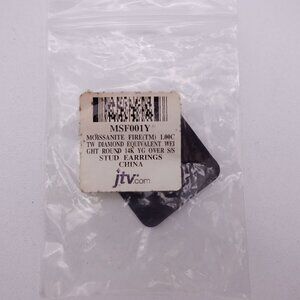 MSF001Y
MOISSANITE FIRE(TM) 1.00C
TW DIAMOND EQUIVALENT WEI
GHT ROUND 14K YG OVER S/S
STUD EARRINGS
CHINA
jtv.com